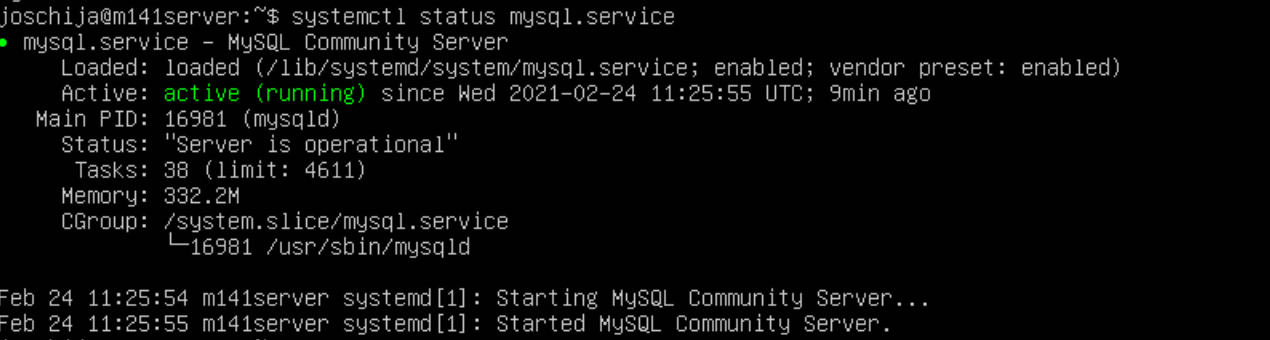 joschija@m141server:~$ systemctl status mysql.service
● mysql.service - MySQL Community Server
Loaded: loaded (/lib/systemd/system/mysql.service; enabled; vendor preset: enabled)
Active: active (running) since Wed 2021-02-24 11:25:55 UTC; 9min ago
Main PID: 16981 (mysqld)
Status: "Server is operational"
Tasks: 38 (limit: 4611)
Memory: 332.2M
CGroup: /system.slice/mysql.service
└─16981 /usr/sbin/mysqld
Feb 24 11:25:54 m141server systemd[1]: Starting MySQL Community Server...
Feb 24 11:25:55 m141server systemd[1]: Started MySQL Community Server.